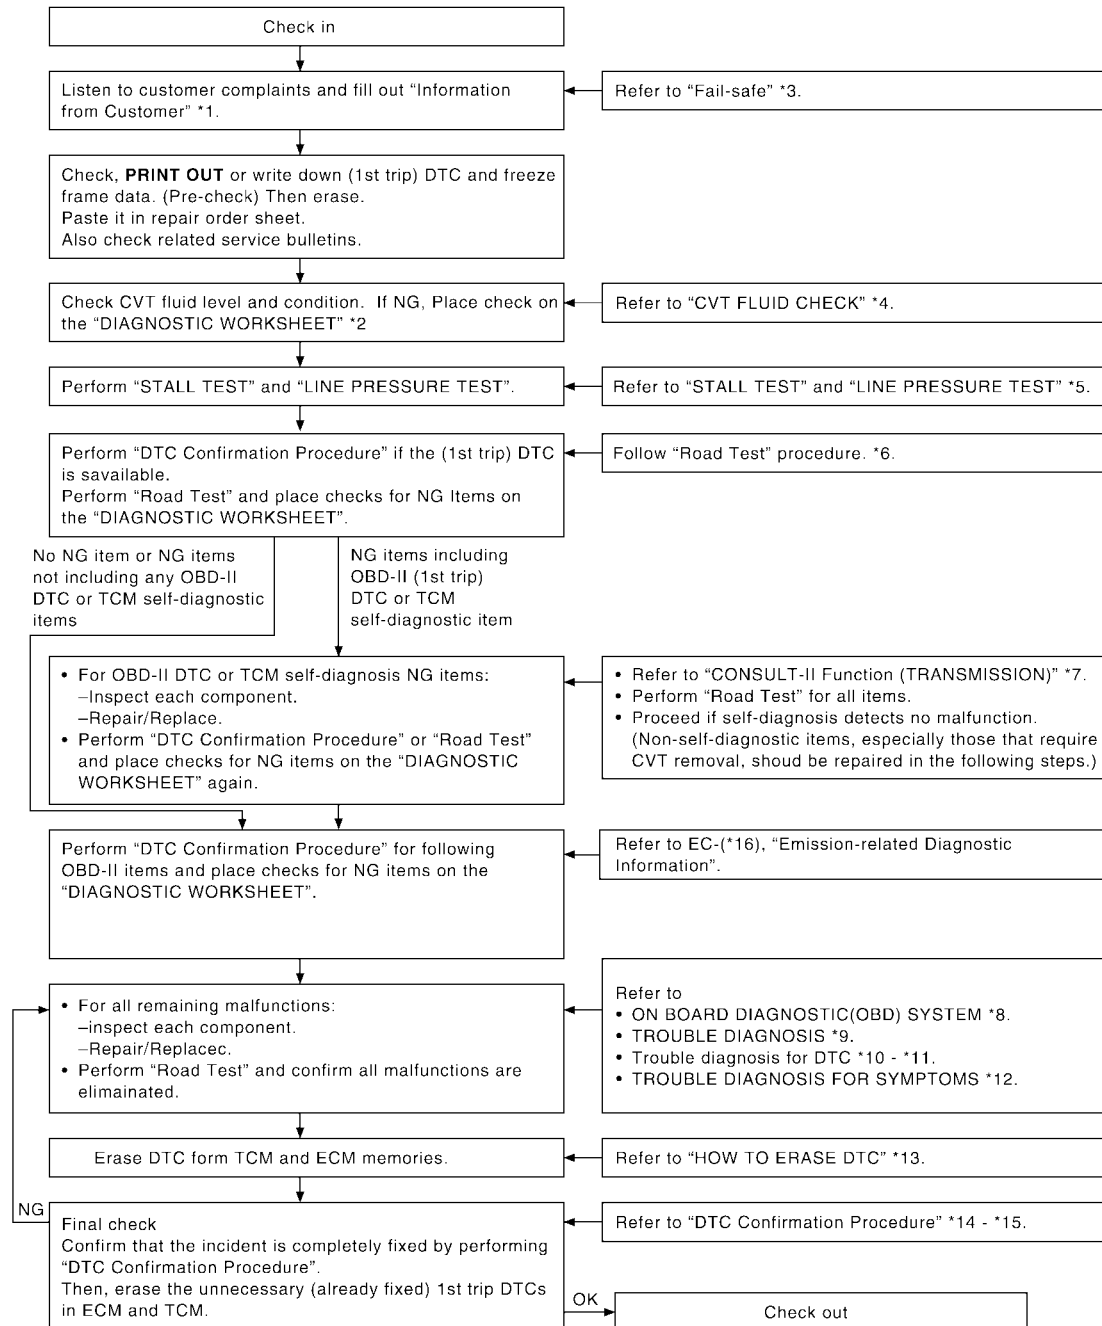 Check in
Listen to customer complaints and fill out “Information
from Customer” *1.
Refer to “Fail-safe” *3.
Check, PRINT OUT or write down (1st trip) DTC and freeze
frame data. (Pre-check) Then erase.
Paste it in repair order sheet.
Also check related service bulletins.
Check CVT fluid level and condition. If NG, Place check on
the “DIAGNOSTIC WORKSHEET” *2
Refer to “CVT FLUID CHECK” *4.
Perform “STALL TEST” and “LINE PRESSURE TEST”.
Refer to “STALL TEST” and “LINE PRESSURE TEST” *5.
Perform “DTC Confirmation Procedure” if the (1st trip) DTC
is savailable.
Perform “Road Test” and place checks for NG Items on
the “DIAGNOSTIC WORKSHEET”.
Follow “Road Test” procedure. *6.
No NG item or NG items
not including any OBD-II
DTC or TCM self-diagnostic
items
NG items including
OBD-II (1st trip)
DTC or TCM
self-diagnostic item
• For OBD-II DTC or TCM self-diagnosis NG items:
–Inspect each component.
–Repair/Replace.
• Perform “DTC Confirmation Procedure” or “Road Test”
and place checks for NG items on the “DIAGNOSTIC
WORKSHEET” again.
• Refer to “CONSULT-II Function (TRANSMISSION)” *7.
• Perform “Road Test” for all items.
• Proceed if self-diagnosis detects no malfunction.
(Non-self-diagnostic items, especially those that require
CVT removal, shoud be repaired in the following steps.)
Perform “DTC Confirmation Procedure” for following
OBD-II items and place checks for NG items on the
“DIAGNOSTIC WORKSHEET”.
Refer to EC-(*16), “Emission-related Diagnostic
Information”.
• For all remaining malfunctions:
–inspect each component.
–Repair/Replacec.
• Perform “Road Test” and confirm all malfunctions are
elimainated.
Refer to
• ON BOARD DIAGNOSTIC(OBD) SYSTEM *8.
• TROUBLE DIAGNOSIS *9.
• Trouble diagnosis for DTC *10 - *11.
• TROUBLE DIAGNOSIS FOR SYMPTOMS *12.
Erase DTC form TCM and ECM memories.
Refer to “HOW TO ERASE DTC” *13.
NG
Final check
Confirm that the incident is completely fixed by performing
“DTC Confirmation Procedure”.
Then, erase the unnecessary (already fixed) 1st trip DTCs
in ECM and TCM.
Refer to “DTC Confirmation Procedure” *14 - *15.
OK
Check out